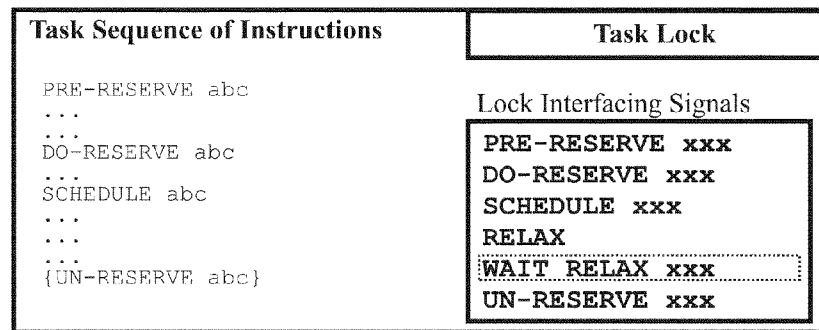 Task Sequence of Instructions
PRE-RESERVE abc
...
...
DO-RESERVE abc
...
SCHEDULE abc
...
...
...
{UN-RESERVE abc}
Task Lock
Lock Interfacing Signals
PRE-RESERVE xxx
DO-RESERVE xxx
SCHEDULE xxx
RELAX
WAIT RELAX xxx
UN-RESERVE xxx